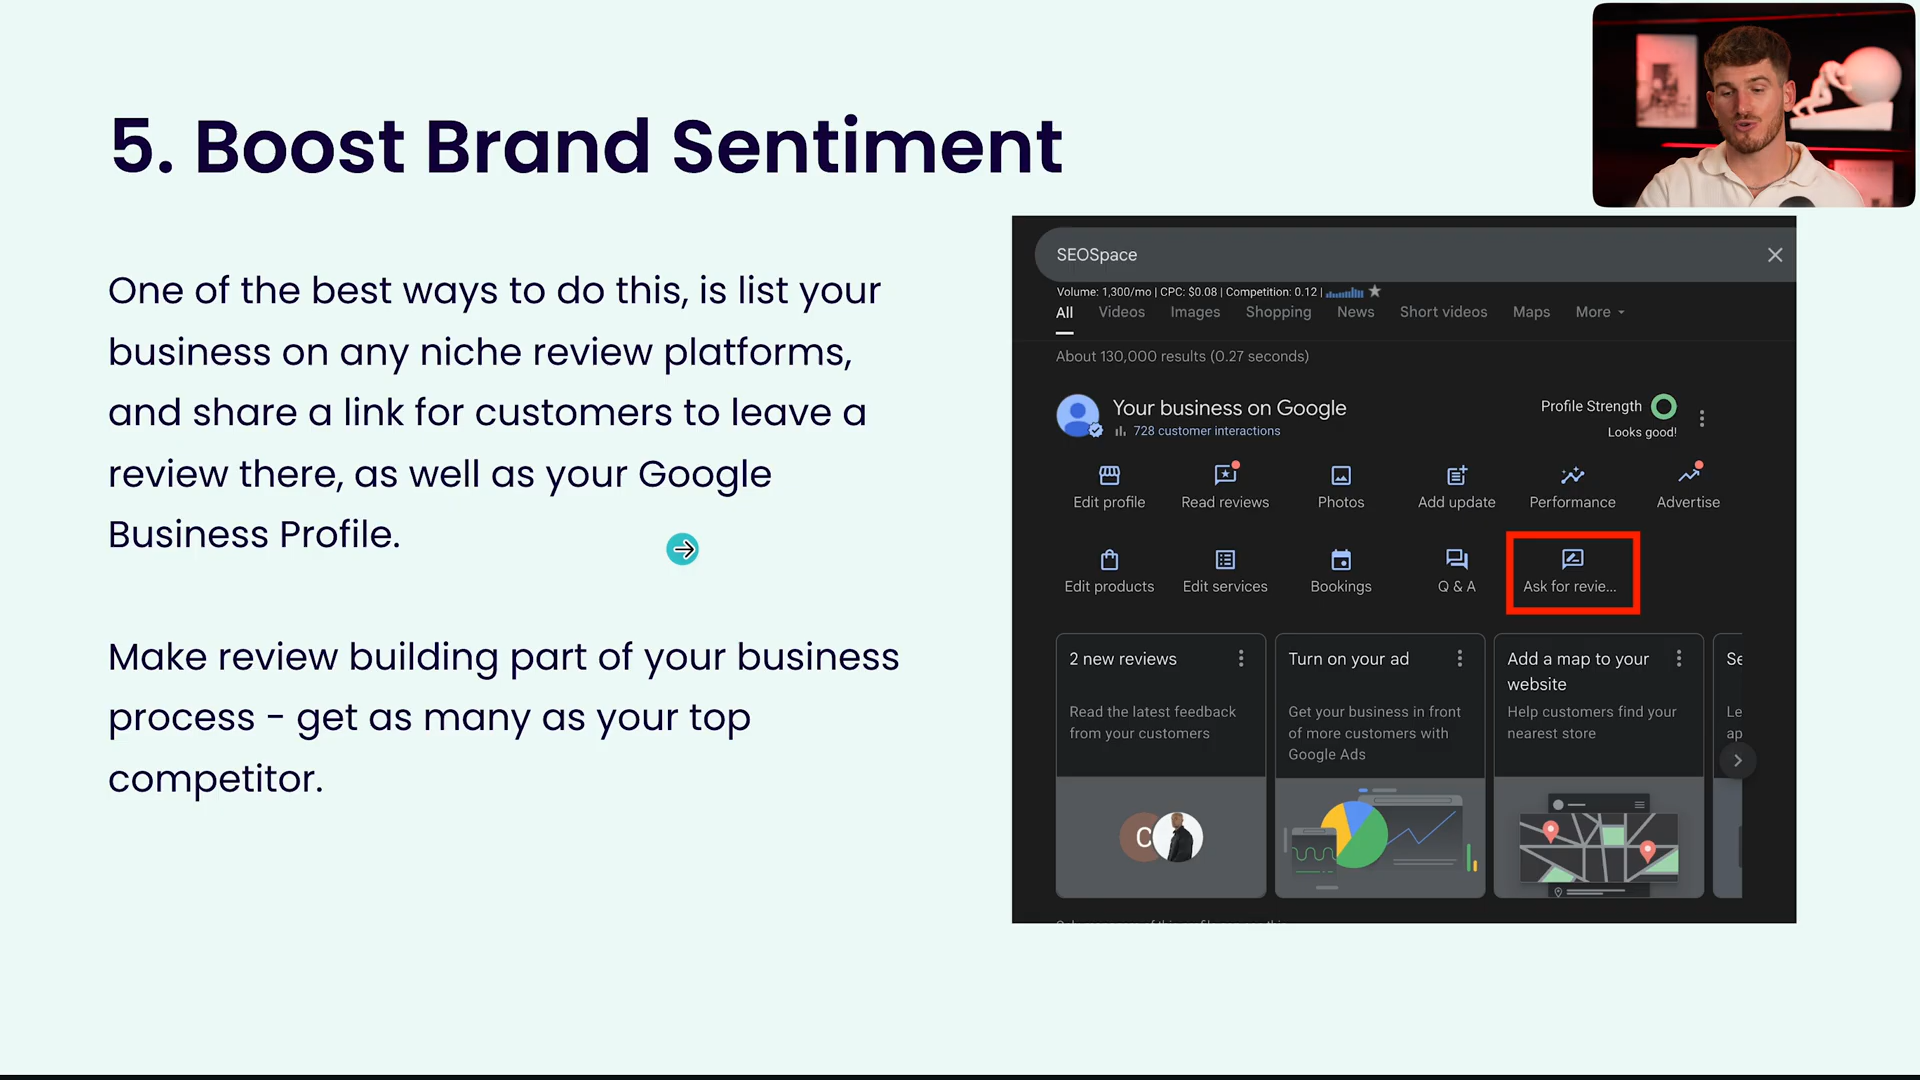 5. Boost Brand Sentiment
One of the best ways to do this, is list your
business on any niche review platforms,
and share a link for customers to leave a
review there, as well as your Google
Business Profile.
Make review building part of your business
process - get as many as your top
competitor.
SEOSpace
Volume: 1,300/mo | CPC: $0.08 | Competition: 0.12 |
All Videos Images Shopping News Short videos Maps More
About 130,000 results (0.27 seconds)
Your business on Google
728 customer interactions
Profile Strength
Looks good!
Edit profile Read reviews Photos Add update Performance Advertise
Edit products Edit services Bookings Q & A Ask for revie...
2 new reviews
Read the latest feedback
from your customers
C
Turn on your ad
Get your business in front
of more customers with
Google Ads
Add a map to your
website
Help customers find your
nearest store
Se
Le
ap